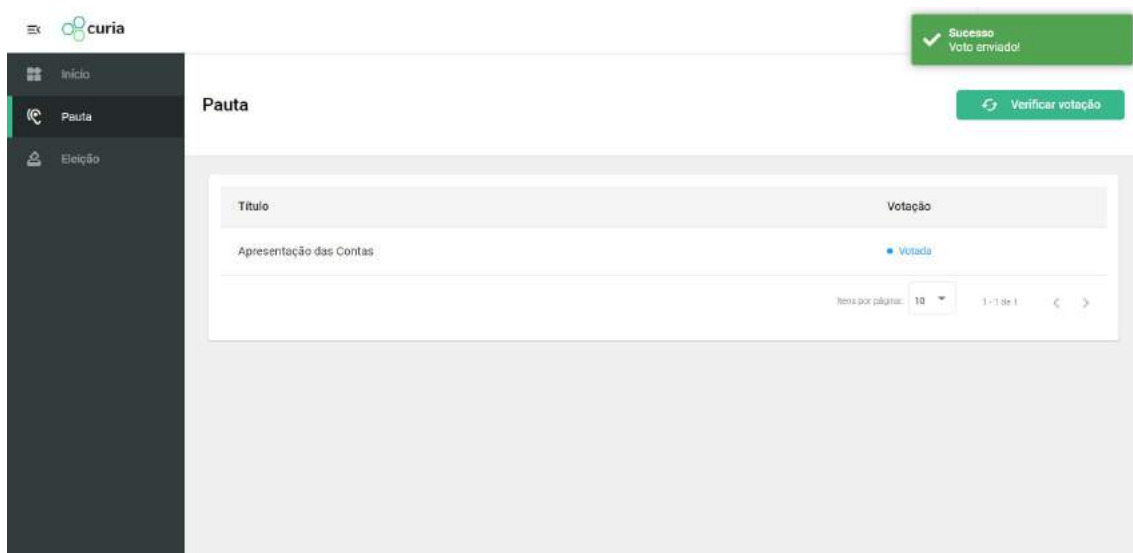 curia
Sucesso
Voto enviado!
Início
Pauta
Eleição
Pauta
Verificar votação
Título
Votação
Apresentação das Contas
Votada
Itens por página:
10
1 - 1 de 1